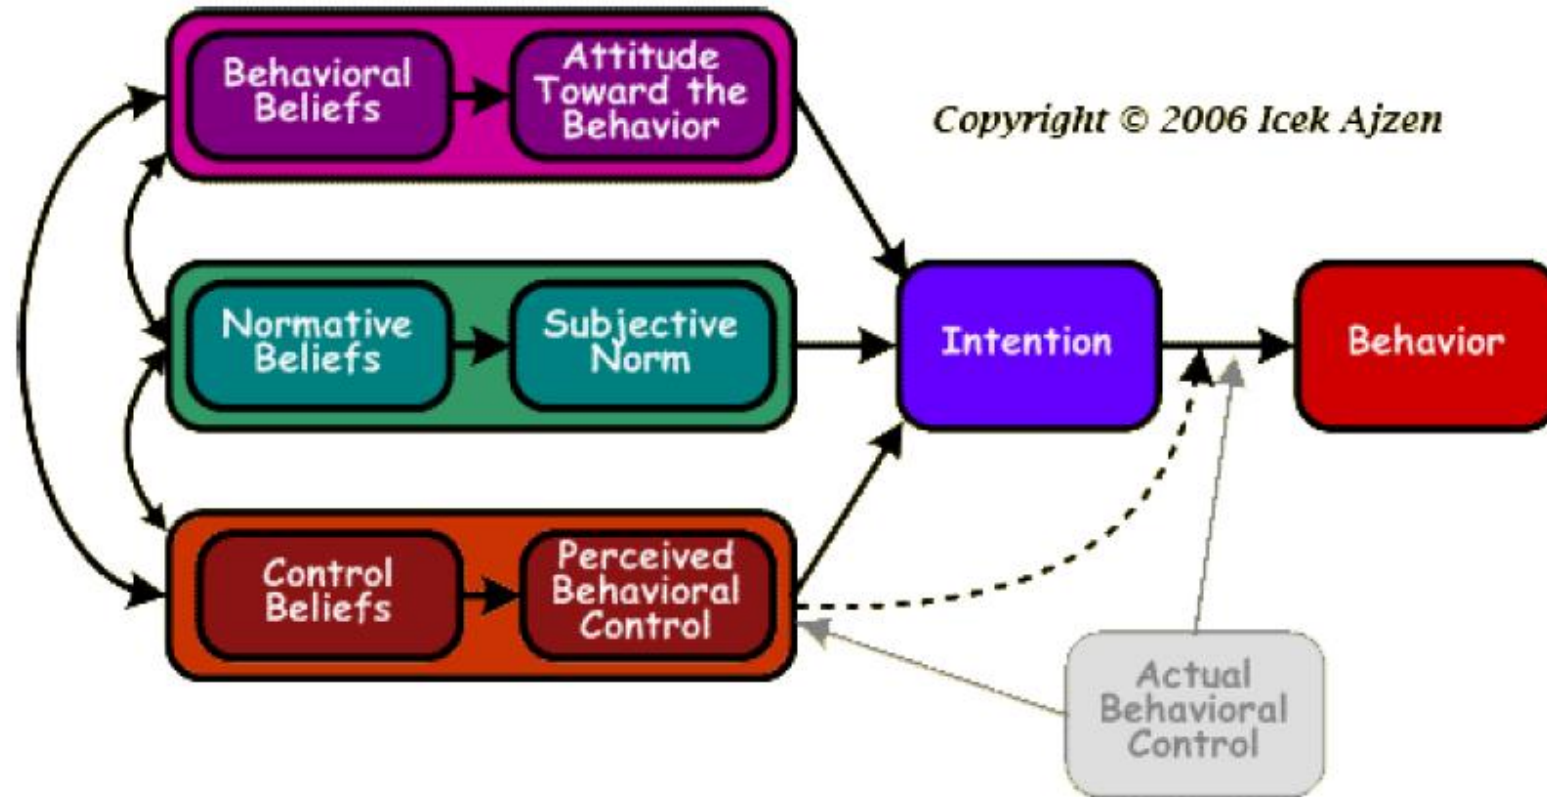 Behavioral
Beliefs
Attitude
Toward the
Behavior
Copyright © 2006 Icek Ajzen
Normative
Beliefs
Subjective
Norm
Intention
Behavior
Control
Beliefs
Perceived
Behavioral
Control
Actual
Behavioral
Control